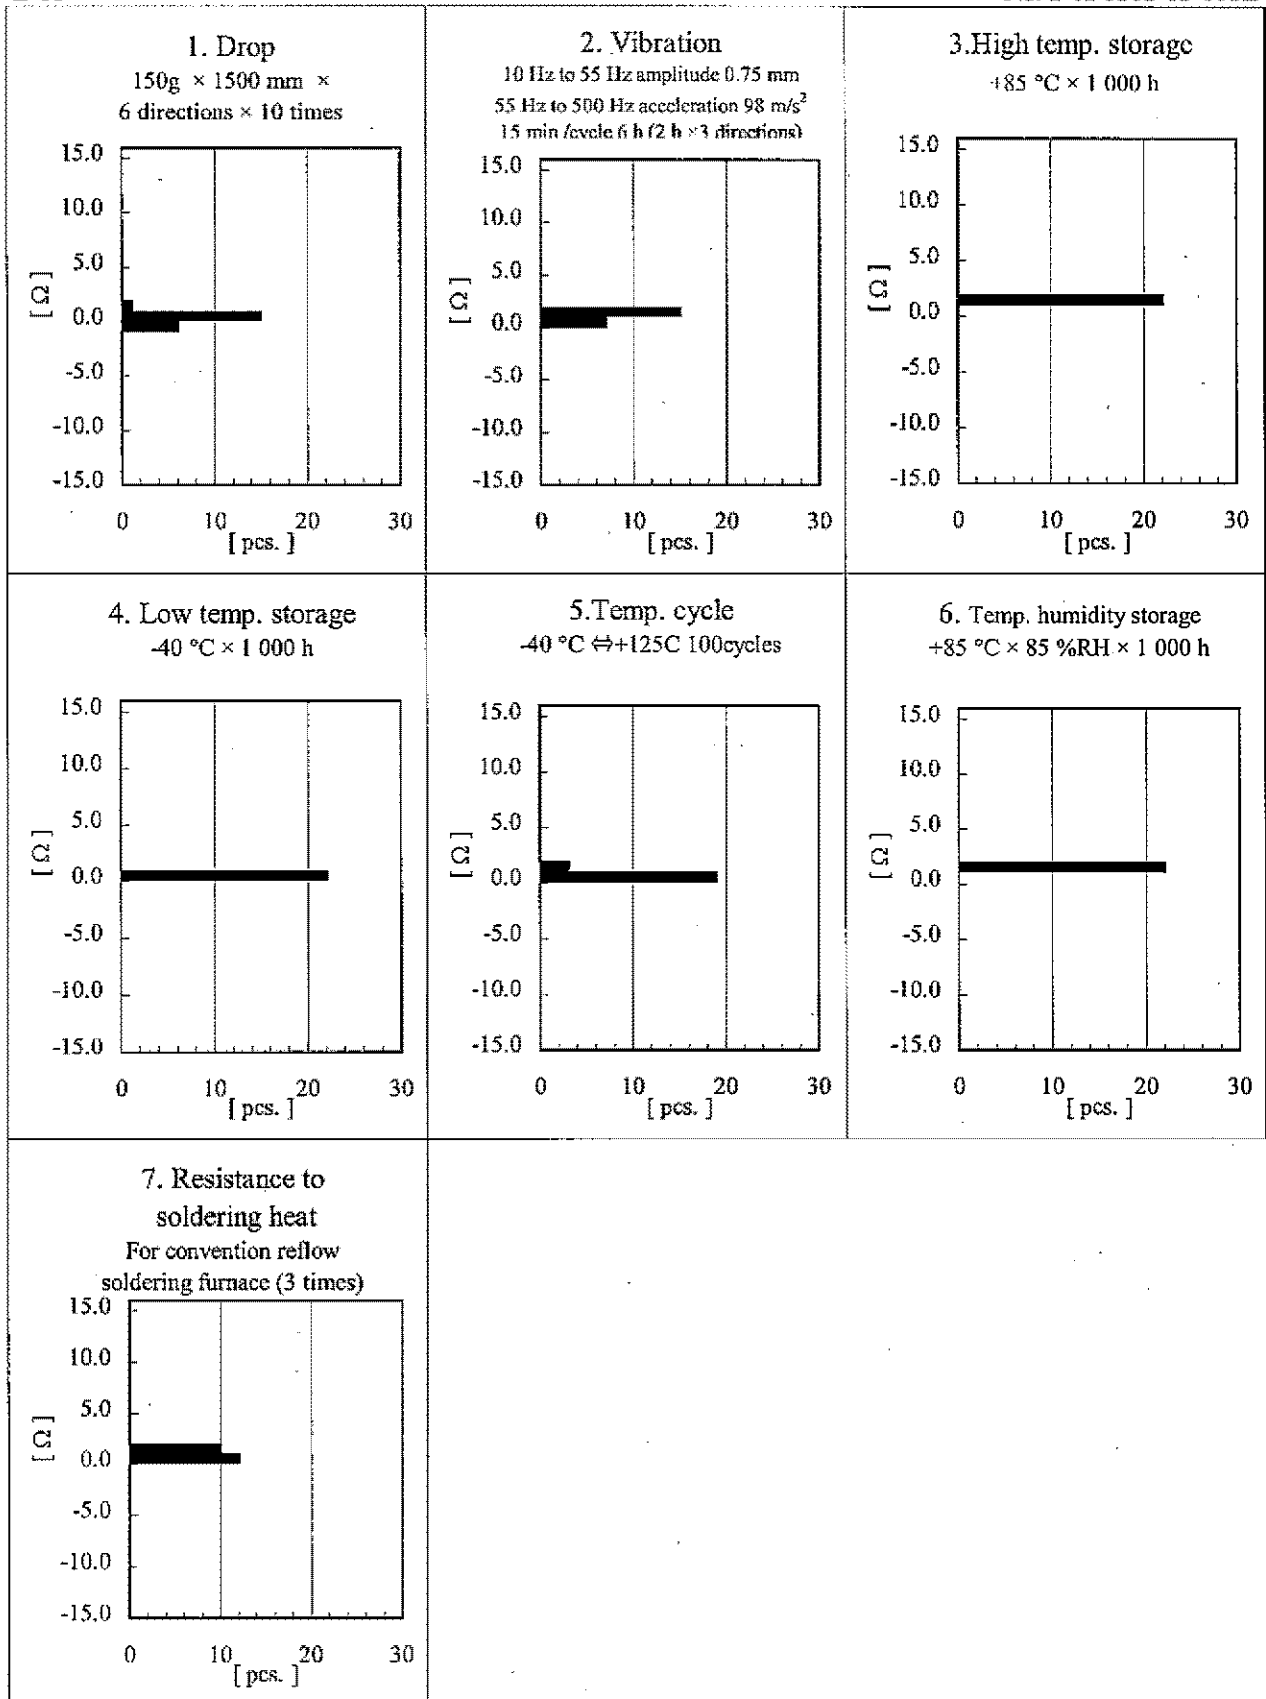 1. Drop
150g × 1500 mm ×
6 directions × 10 times
15.0
10.0
5.0
0.0
-5.0
-10.0
-15.0
[ Ω ]
0 10 20 30
[ pcs. ]
2. Vibration
10 Hz to 55 Hz amplitude 0.75 mm
55 Hz to 500 Hz acceleration 98 m/s²
15 min /cycle 6 h (2 h ×3 directions)
15.0
10.0
5.0
0.0
-5.0
-10.0
-15.0
[ Ω ]
0 10 20 30
[ pcs. ]
3.High temp. storage
+85 °C × 1 000 h
15.0
10.0
5.0
0.0
-5.0
-10.0
-15.0
[ Ω ]
0 10 20 30
[ pcs. ]
4. Low temp. storage
-40 °C × 1 000 h
15.0
10.0
5.0
0.0
-5.0
-10.0
-15.0
[ Ω ]
0 10 20 30
[ pcs. ]
5.Temp. cycle
-40 °C ⇔+125C 100cycles
15.0
10.0
5.0
0.0
-5.0
-10.0
-15.0
[ Ω ]
0 10 20 30
[ pcs. ]
6. Temp. humidity storage
+85 °C × 85 %RH × 1 000 h
15.0
10.0
5.0
0.0
-5.0
-10.0
-15.0
[ Ω ]
0 10 20 30
[ pcs. ]
7. Resistance to
soldering heat
For convention reflow
soldering furnace (3 times)
15.0
10.0
5.0
0.0
-5.0
-10.0
-15.0
[ Ω ]
0 10 20 30
[ pcs. ]